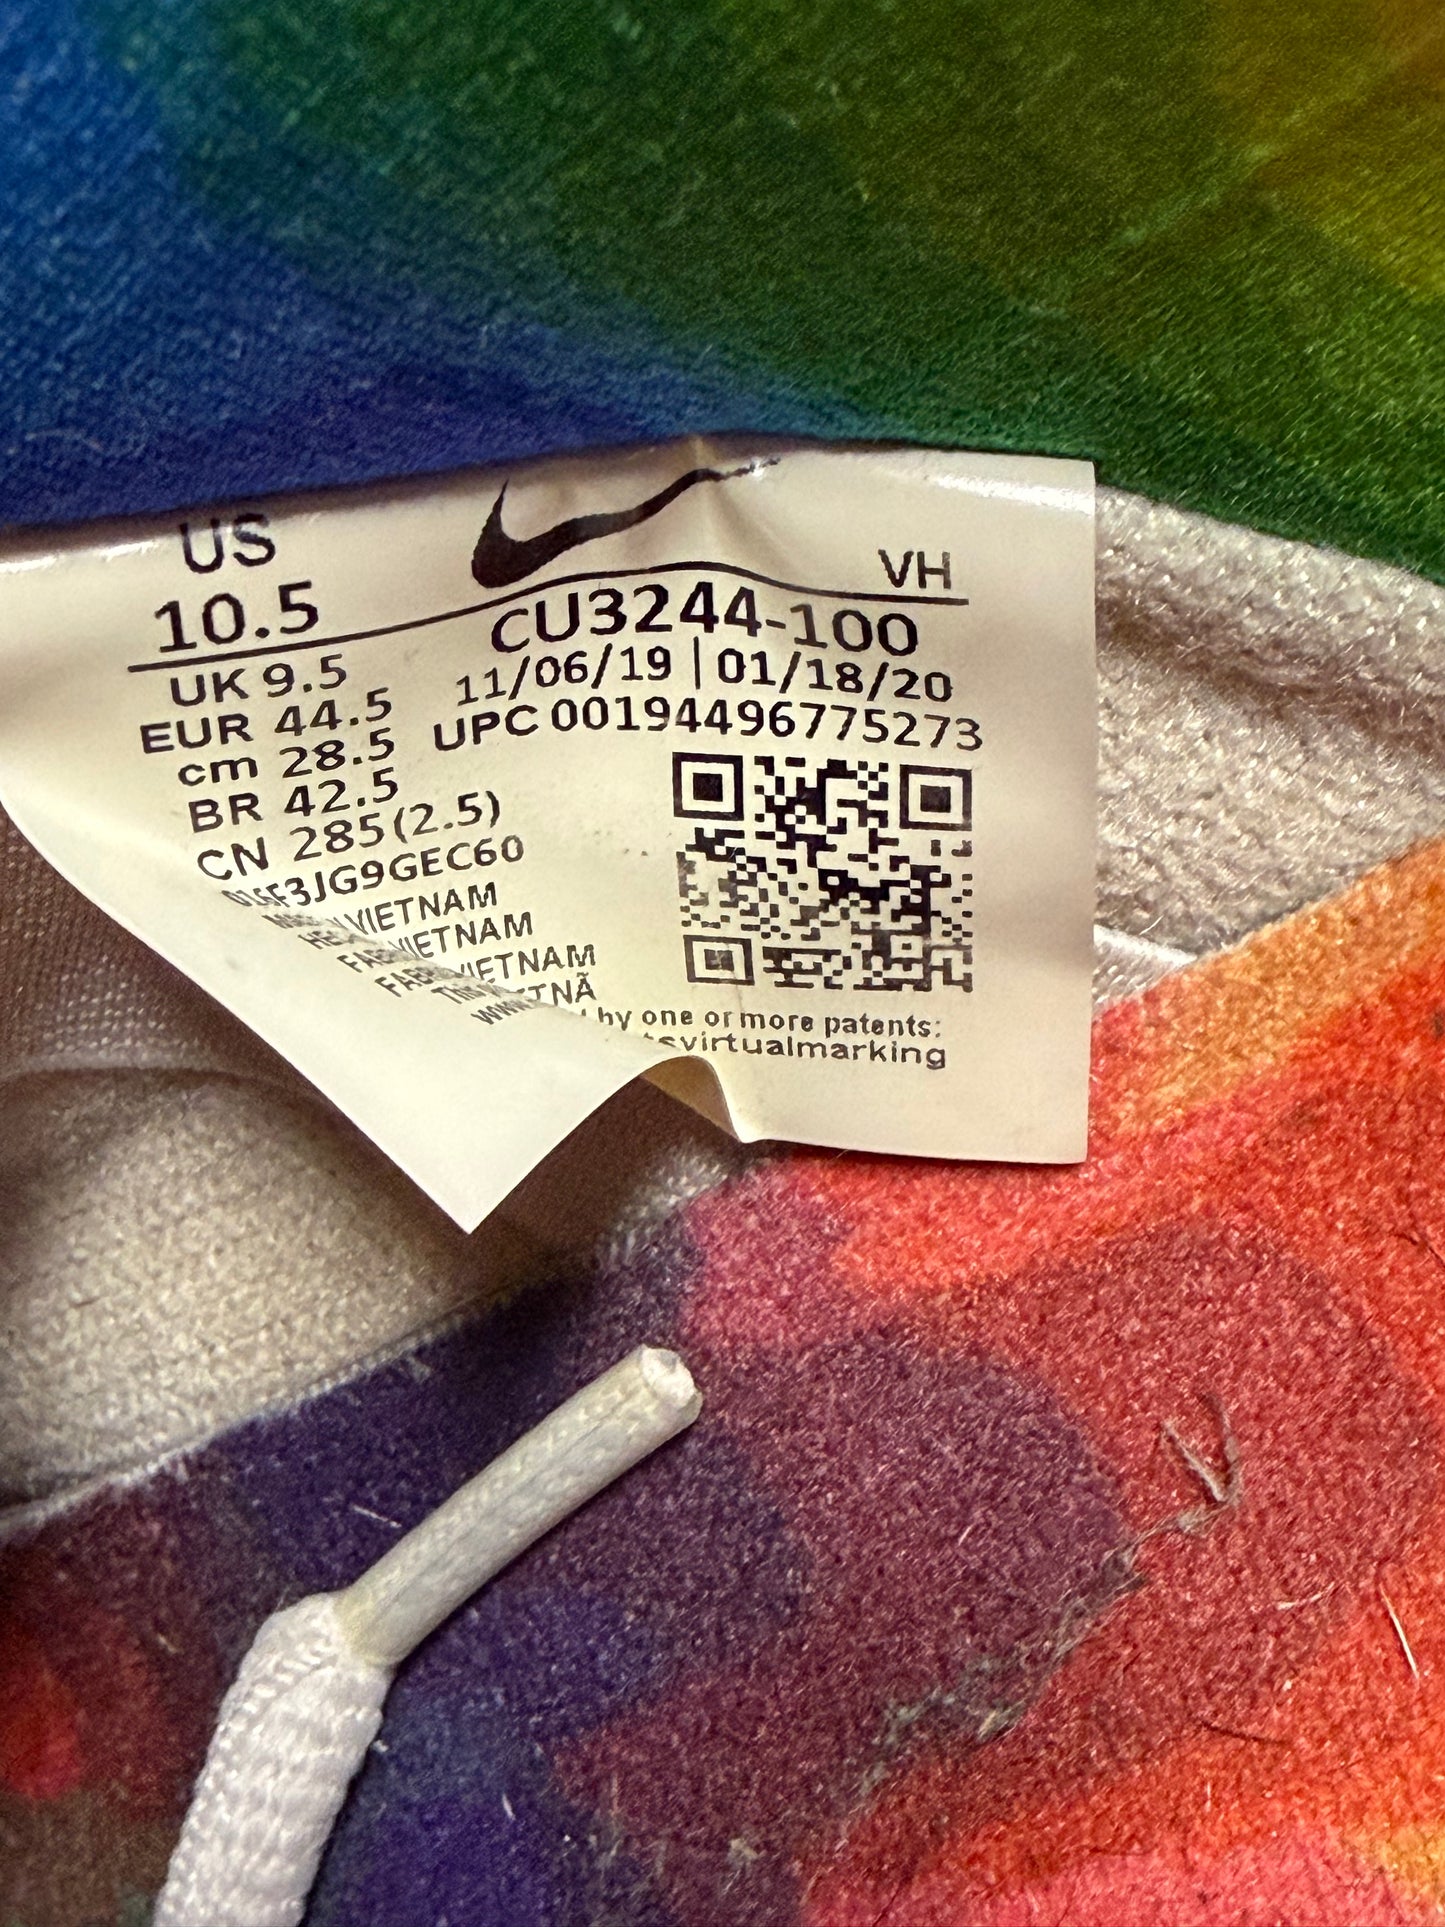 US
10.5
UK 9.5
EUR 44.5
cm 28.5
BR 42.5
CN 285(2.5)
VIETNAM
VIETNAM
VIETNAM
VH
CU3244-100
11/06/19 | 01/18/20
UPC 00194496775273
by one or more patents: